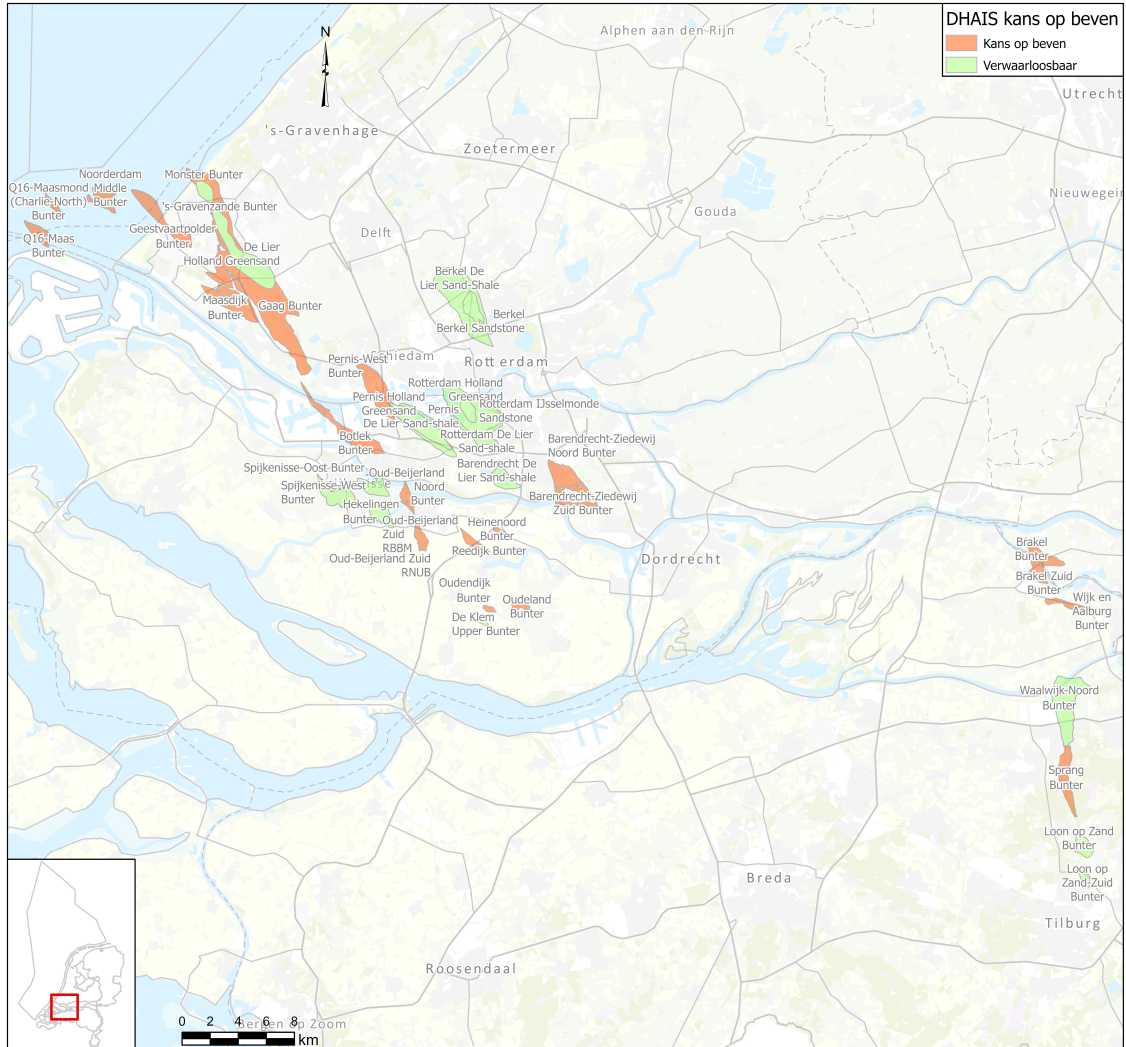 DHAIS kans op beven
Kans op beven
Verwaarloosbaar
N
Alphen aan den Rijn
Utrecht
's-Gravenhage
Zoetermeer
Nieuwegein
Gouda
Delft
Noorderdam
Middle
Bunter
Monster Bunter
Q16-Maasmond
(Charlie-North)
Bunter
's-Gravenzande Bunter
Q16-Maas
Bunter
Geestvaartpolder
Bunter
De Lier
Holland Greensand
Maasdijk
Bunter
Gaag Bunter
Berkel De
Lier Sand-Shale
Berkel
Berkel Sandstone
Schiedam
Rotterdam
Pernis-West
Bunter
Rotterdam Holland
Greensand
Pernis Holland
Greensand
Pernis
De Lier Sand-shale
Rotterdam IJsselmonde
Sandstone
Rotterdam De Lier
Sand-shale
Botlek
Bunter
Barendrecht-Ziedewij
Noord Bunter
Barendrecht De
Lier Sand-shale
Barendrecht-Ziedewij
Zuid Bunter
Spijkenisse-Oost Bunter
Spijkenisse-West
Bunter
Oud-Beijerland
Noord
Bunter
Hekelingen
Bunter
Oud-Beijerland
Zuid
RBBM
Oud-Beijerland Zuid
RNUB
Heinenoord
Bunter
Reedijk Bunter
Dordrecht
Oudendijk
Bunter
Oudeland
Bunter
De Klem
Upper Bunter
Brakel
Bunter
Brakel Zuid
Bunter
Wijk en
Aalburg
Bunter
Waalwijk-Noord
Bunter
Sprang
Bunter
Loon op Zand
Bunter
Loon op
Zand-Zuid
Bunter
Breda
Tilburg
Roosendaal
Bergen op Zoom
0 2 4 6 8
km